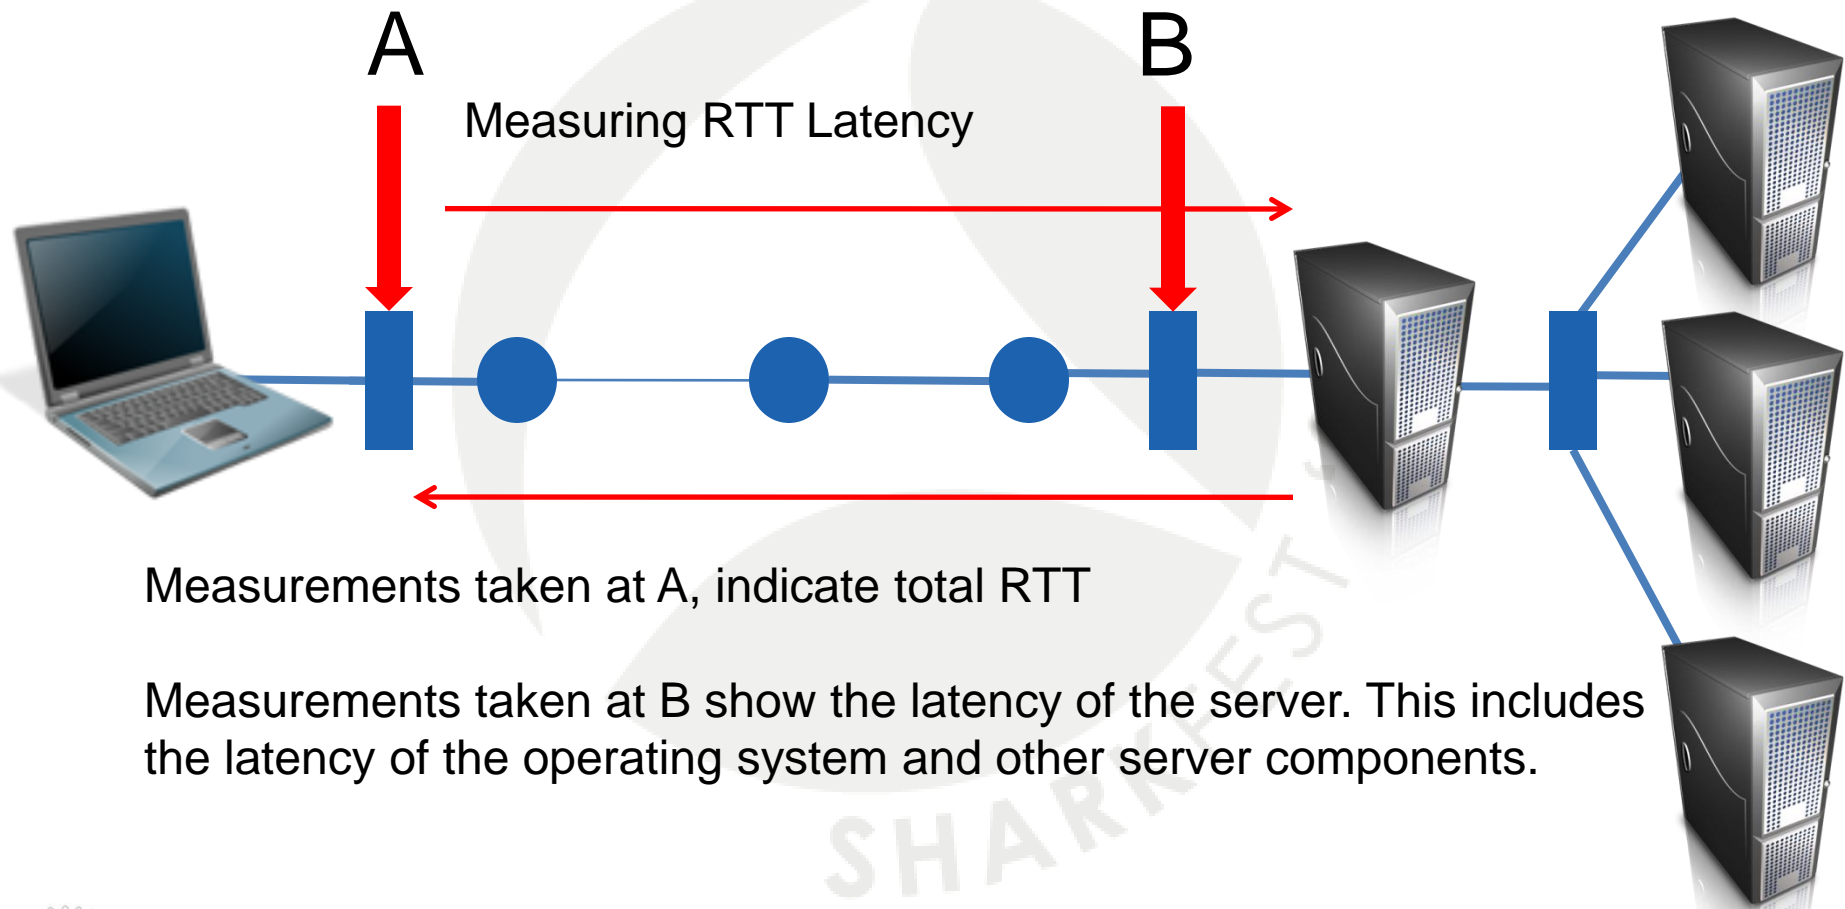 A
B
Measuring RTT Latency
Measurements taken at A, indicate total RTT
Measurements taken at B show the latency of the server. This includes
the latency of the operating system and other server components.
SHARKFEST